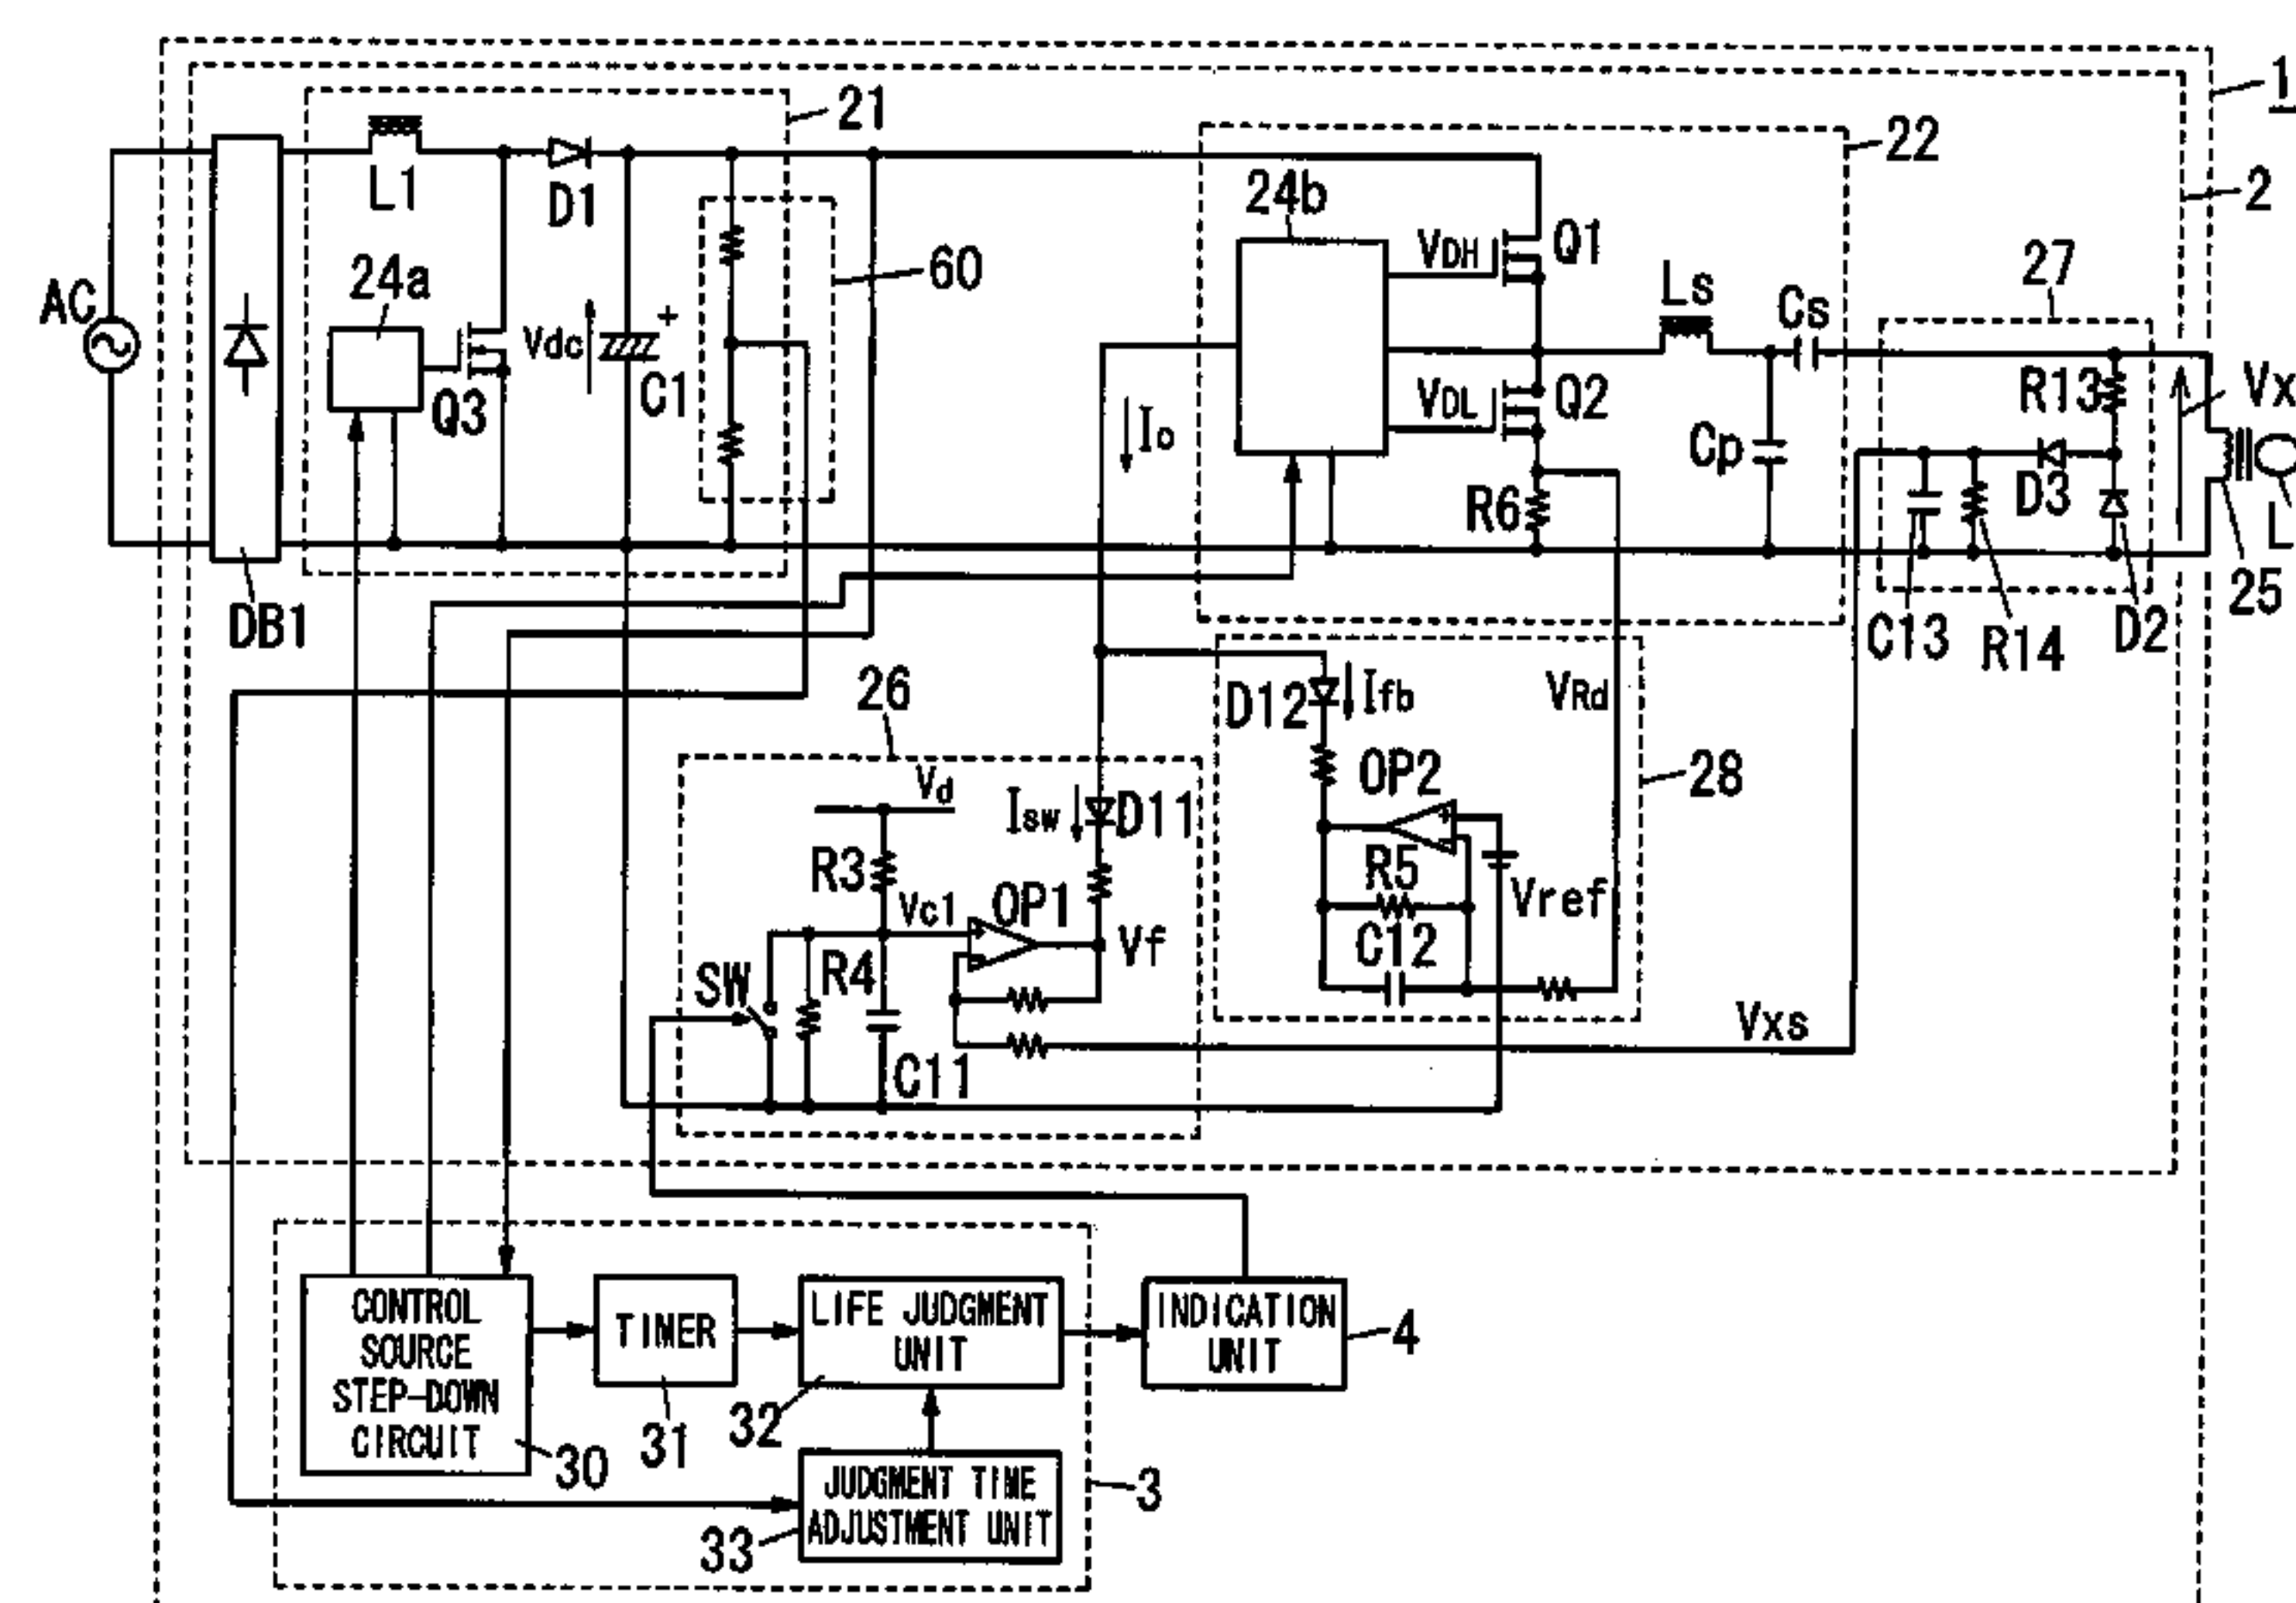 1
21
22
24b
2
L1
D1
VDH
Q1
60
27
24a
AC
Ls
Cs
Vdc
+
C1
Q3
Io
VDL
Q2
R13
Vx
Cp
R6
D3
L
DB1
25
C13
R14
D2
26
D12
Ifb
VRd
Vd
Isw
D11
OP2
28
R3
R5
Vc1
OP1
Vref
Vf
C12
SW
R4
Vxs
C11
CONTROL
SOURCE
STEP-DOWN
CIRCUIT
TIMER
LIFE JUDGMENT
UNIT
INDICATION
UNIT
4
30
31
32
JUDGMENT TIME
ADJUSTMENT UNIT
3
33